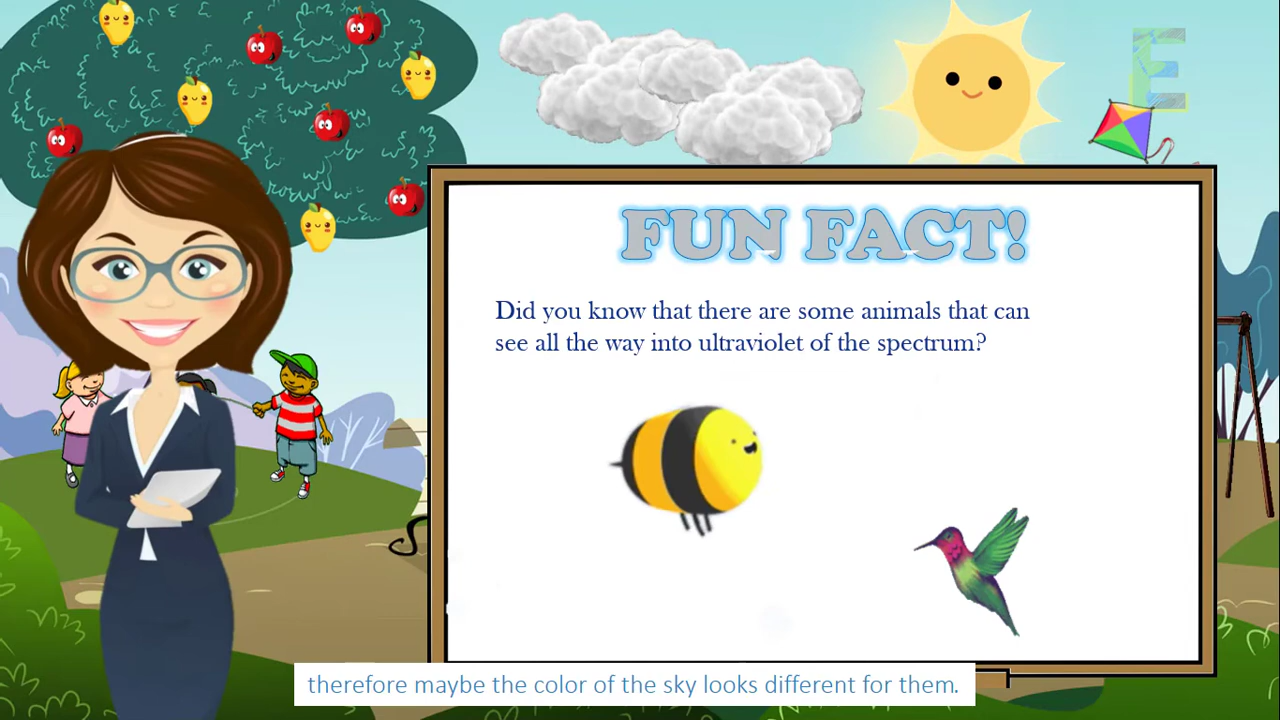 E
FUN FACT!
Did you know that there are some animals that can
see all the way into ultraviolet of the spectrum?
therefore maybe the color of the sky looks different for them.